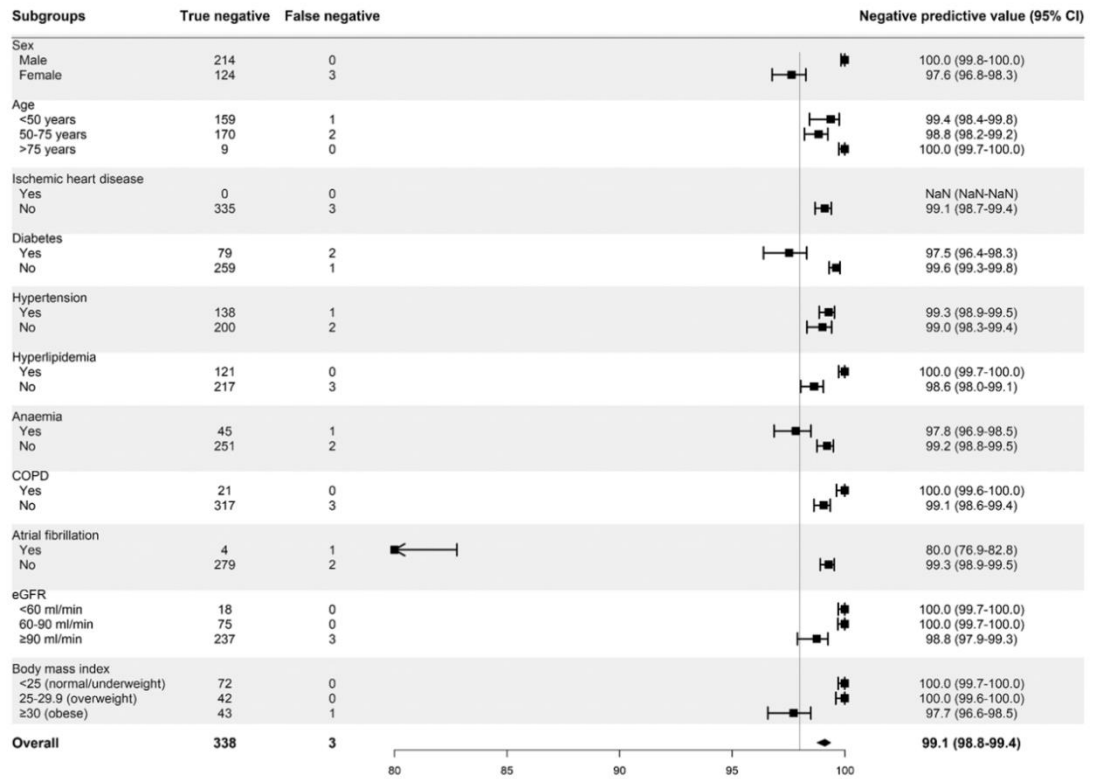 Subgroups True negative False negative Negative predictive value (95% CI)
Sex
Male 214 0 100.0 (99.8-100.0)
Female 124 3 97.6 (96.8-98.3)
Age
<50 years 159 1 99.4 (98.4-99.8)
50-75 years 170 2 98.8 (98.2-99.2)
>75 years 9 0 100.0 (99.7-100.0)
Ischemic heart disease
Yes 0 0 NaN (NaN-NaN)
No 335 3 99.1 (98.7-99.4)
Diabetes
Yes 79 2 97.5 (96.4-98.3)
No 259 1 99.6 (99.3-99.8)
Hypertension
Yes 138 1 99.3 (98.9-99.5)
No 200 2 99.0 (98.3-99.4)
Hyperlipidemia
Yes 121 0 100.0 (99.7-100.0)
No 217 3 98.6 (98.0-99.1)
Anaemia
Yes 45 1 97.8 (96.9-98.5)
No 251 2 99.2 (98.8-99.5)
COPD
Yes 21 0 100.0 (99.6-100.0)
No 317 3 99.1 (98.6-99.4)
Atrial fibrillation
Yes 4 1 80.0 (76.9-82.8)
No 279 2 99.3 (98.9-99.5)
eGFR
<60 ml/min 18 0 100.0 (99.7-100.0)
60-90 ml/min 75 0 100.0 (99.7-100.0)
≥90 ml/min 237 3 98.8 (97.9-99.3)
Body mass index
<25 (normal/underweight) 72 0 100.0 (99.7-100.0)
25-29.9 (overweight) 42 0 100.0 (99.6-100.0)
≥30 (obese) 43 1 97.7 (96.6-98.5)
Overall 338 3 99.1 (98.8-99.4)
80 85 90 95 100